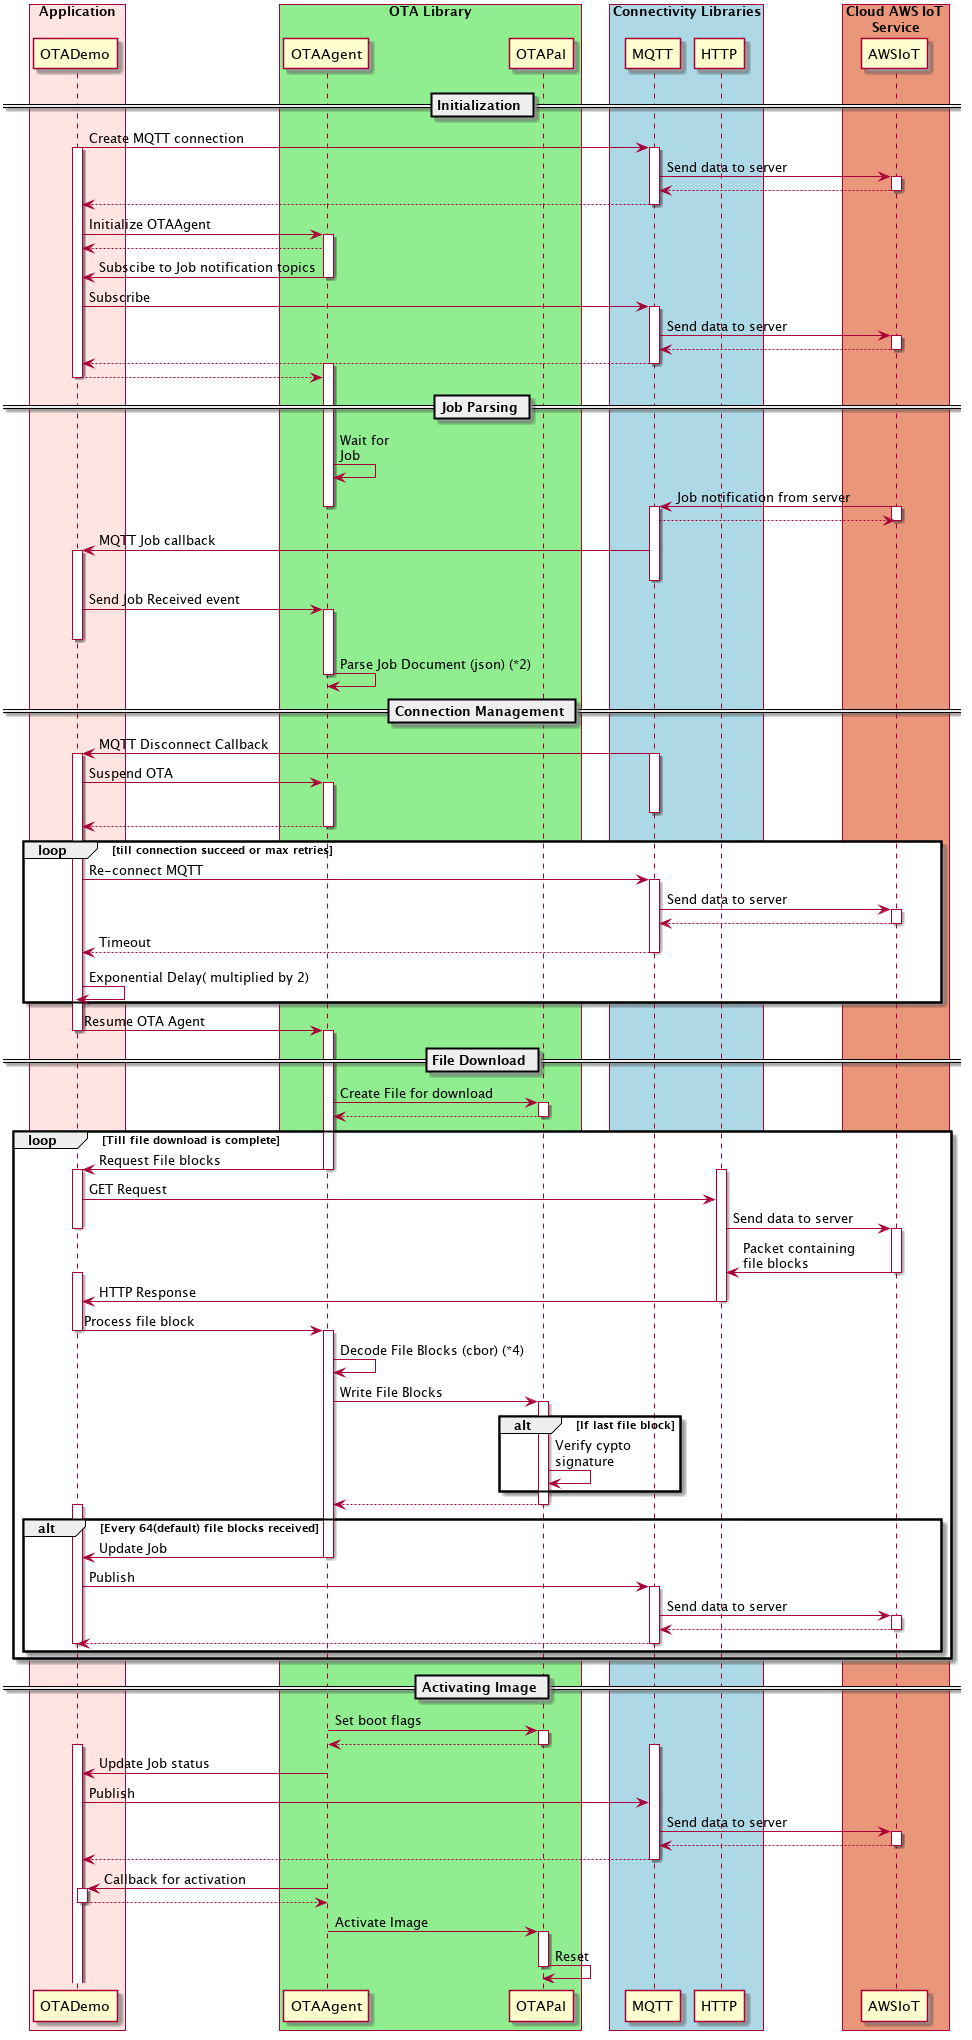 Application
OTA Library
Connectivity Libraries
Cloud AWS IoT
Service
OTADemo
OTAAgent
OTAPal
MQTT
HTTP
AWSIoT
Initialization
Create MQTT connection
Send data to server
Initialize OTAAgent
Subscibe to Job notification topics
Subscribe
Send data to server
Job Parsing
Wait for
Job
Job notification from server
MQTT Job callback
Send Job Received event
Parse Job Document (json) (*2)
Connection Management
MQTT Disconnect Callback
Suspend OTA
loop
[till connection succeed or max retries]
Re-connect MQTT
Send data to server
Timeout
Exponential Delay( multiplied by 2)
Resume OTA Agent
File Download
Create File for download
loop
[Till file download is complete]
Request File blocks
GET Request
Send data to server
Packet containing
file blocks
HTTP Response
Process file block
Decode File Blocks (cbor) (*4)
Write File Blocks
alt
[If last file block]
Verify cypto
signature
alt
[Every 64(default) file blocks received]
Update Job
Publish
Send data to server
Activating Image
Set boot flags
Update Job status
Publish
Send data to server
Callback for activation
Activate Image
Reset
OTADemo
OTAAgent
OTAPal
MQTT
HTTP
AWSIoT